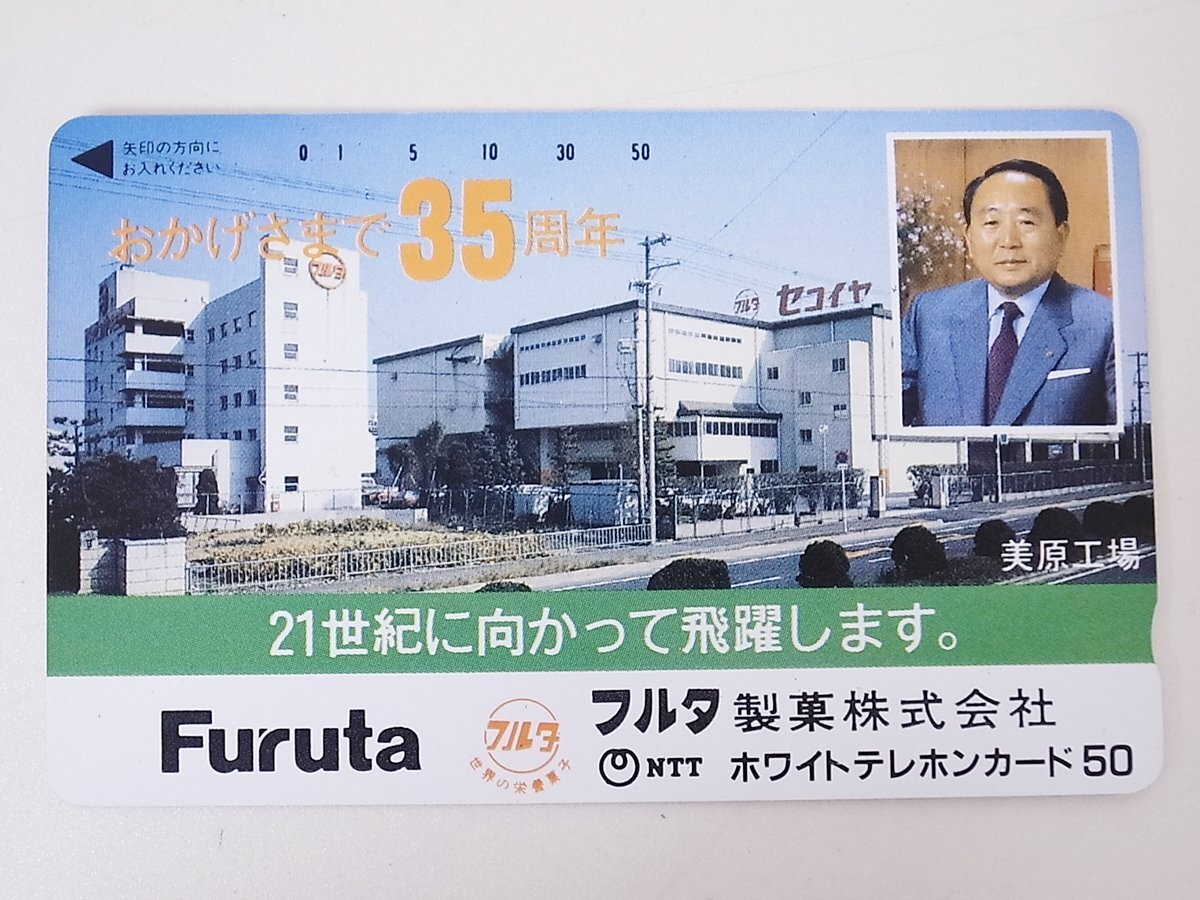 矢印の方向に
お入れください
0 1 5 10 30 50
おかげさまで35周年
フルタ
フルタ セコイヤ
美原工場
21世紀に向かって飛躍します。
Furuta
フルタ
世界の栄養菓子
フルタ製菓株式会社
NTT ホワイトテレホンカード50